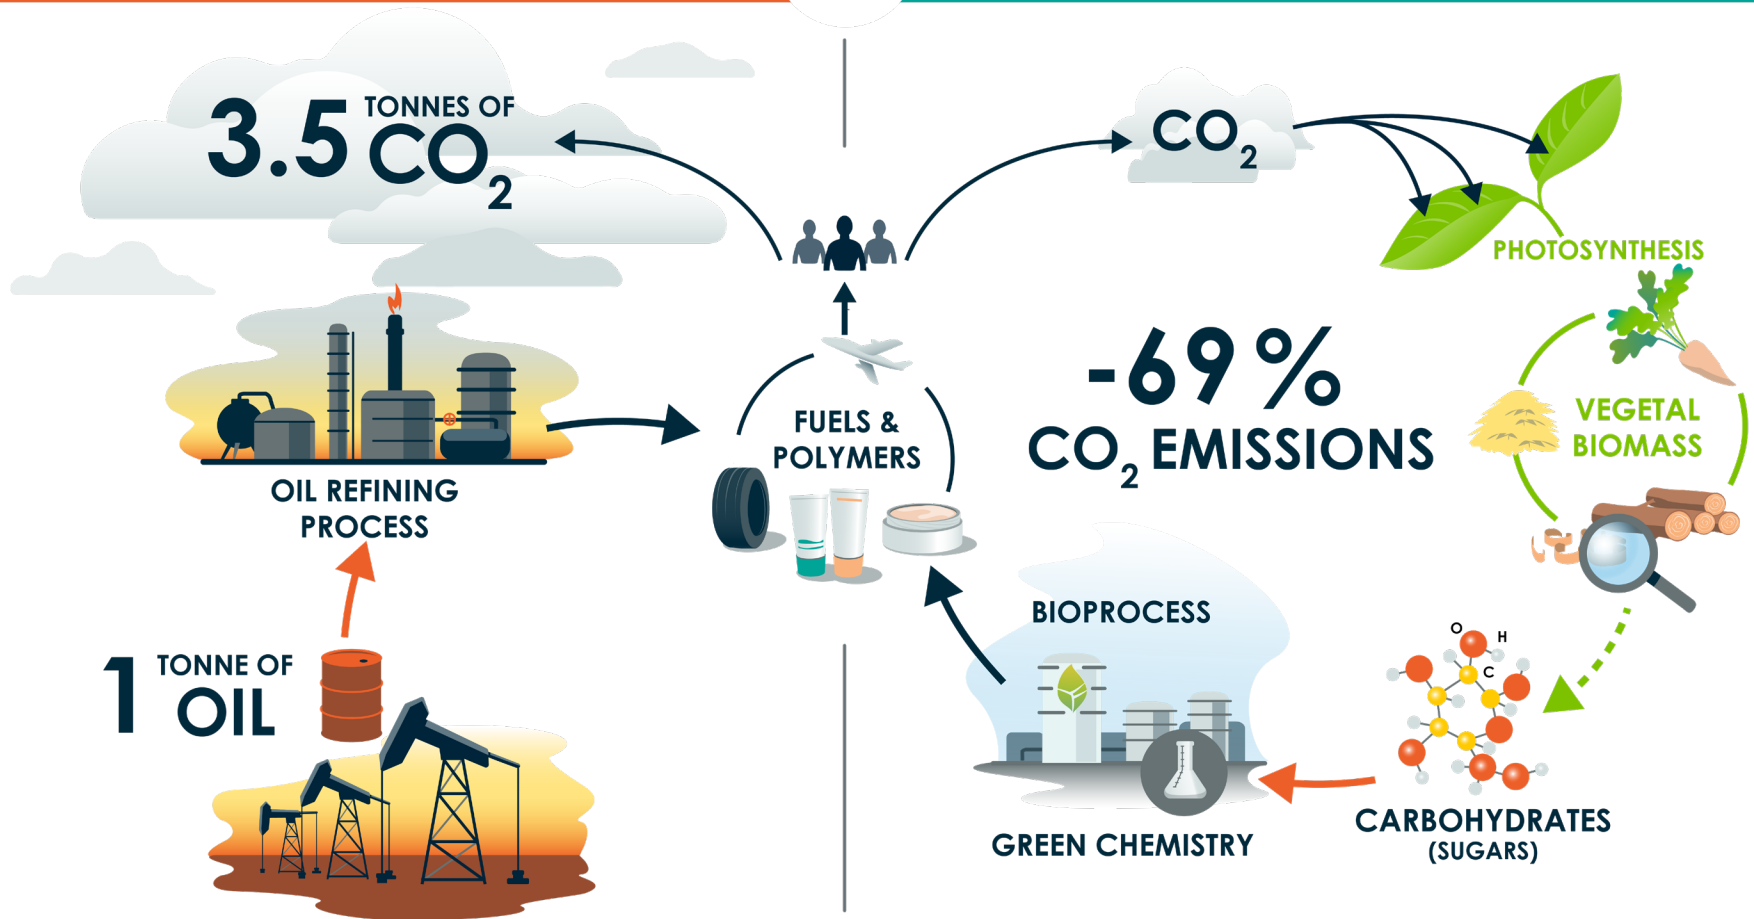 3.5 TONNES OF
CO2
OIL REFINING
PROCESS
1 TONNE OF
OIL
FUELS &
POLYMERS
CO2
PHOTOSYNTHESIS
-69%
CO2 EMISSIONS
VEGETAL
BIOMASS
O
H
C
CARBOHYDRATES
(SUGARS)
BIOPROCESS
GREEN CHEMISTRY